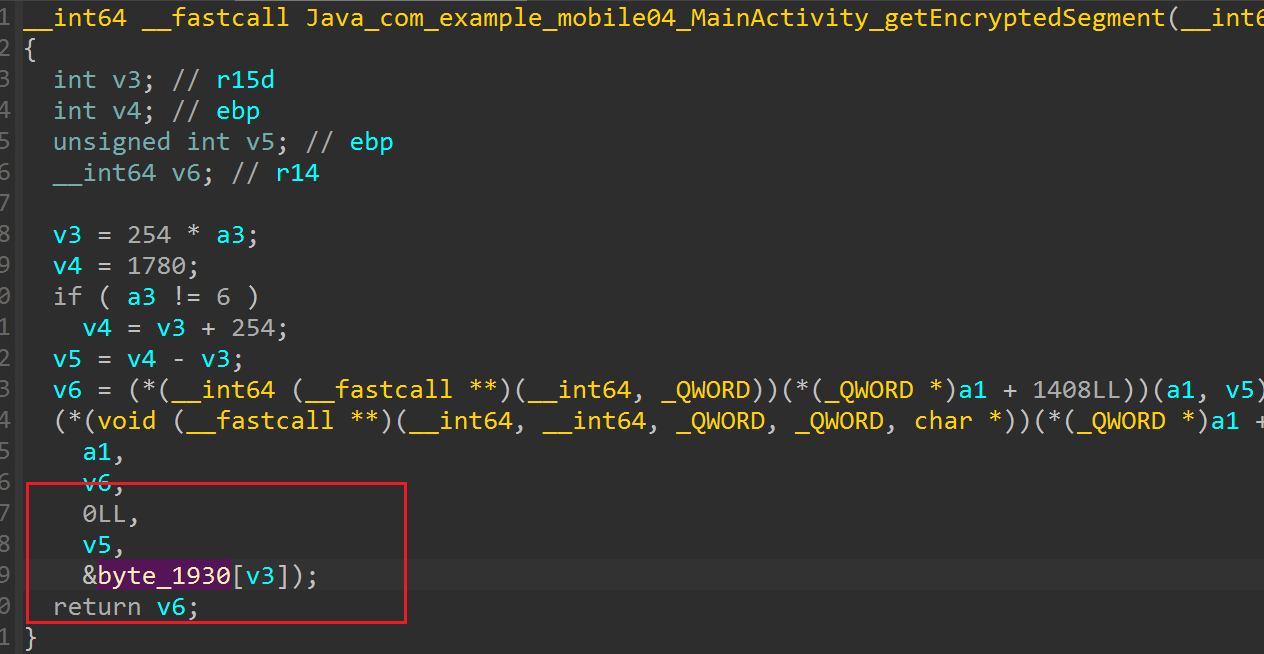 1 __int64 __fastcall Java_com_example_mobile04_MainActivity_getEncryptedSegment(__int6
2 {
3 int v3; // r15d
4 int v4; // ebp
5 unsigned int v5; // ebp
6 __int64 v6; // r14
7
8 v3 = 254 * a3;
9 v4 = 1780;
0 if ( a3 != 6 )
1 v4 = v3 + 254;
2 v5 = v4 - v3;
3 v6 = (*(__int64 (__fastcall **)(__int64, _QWORD))(*(_QWORD *)a1 + 1408LL))(a1, v5)
4 (*(void (__fastcall **)(__int64, __int64, _QWORD, _QWORD, char *))(*(_QWORD *)a1 +
5 a1,
6 v6,
7 0LL,
8 v5,
9 &byte_1930[v3]);
0 return v6;
1 }